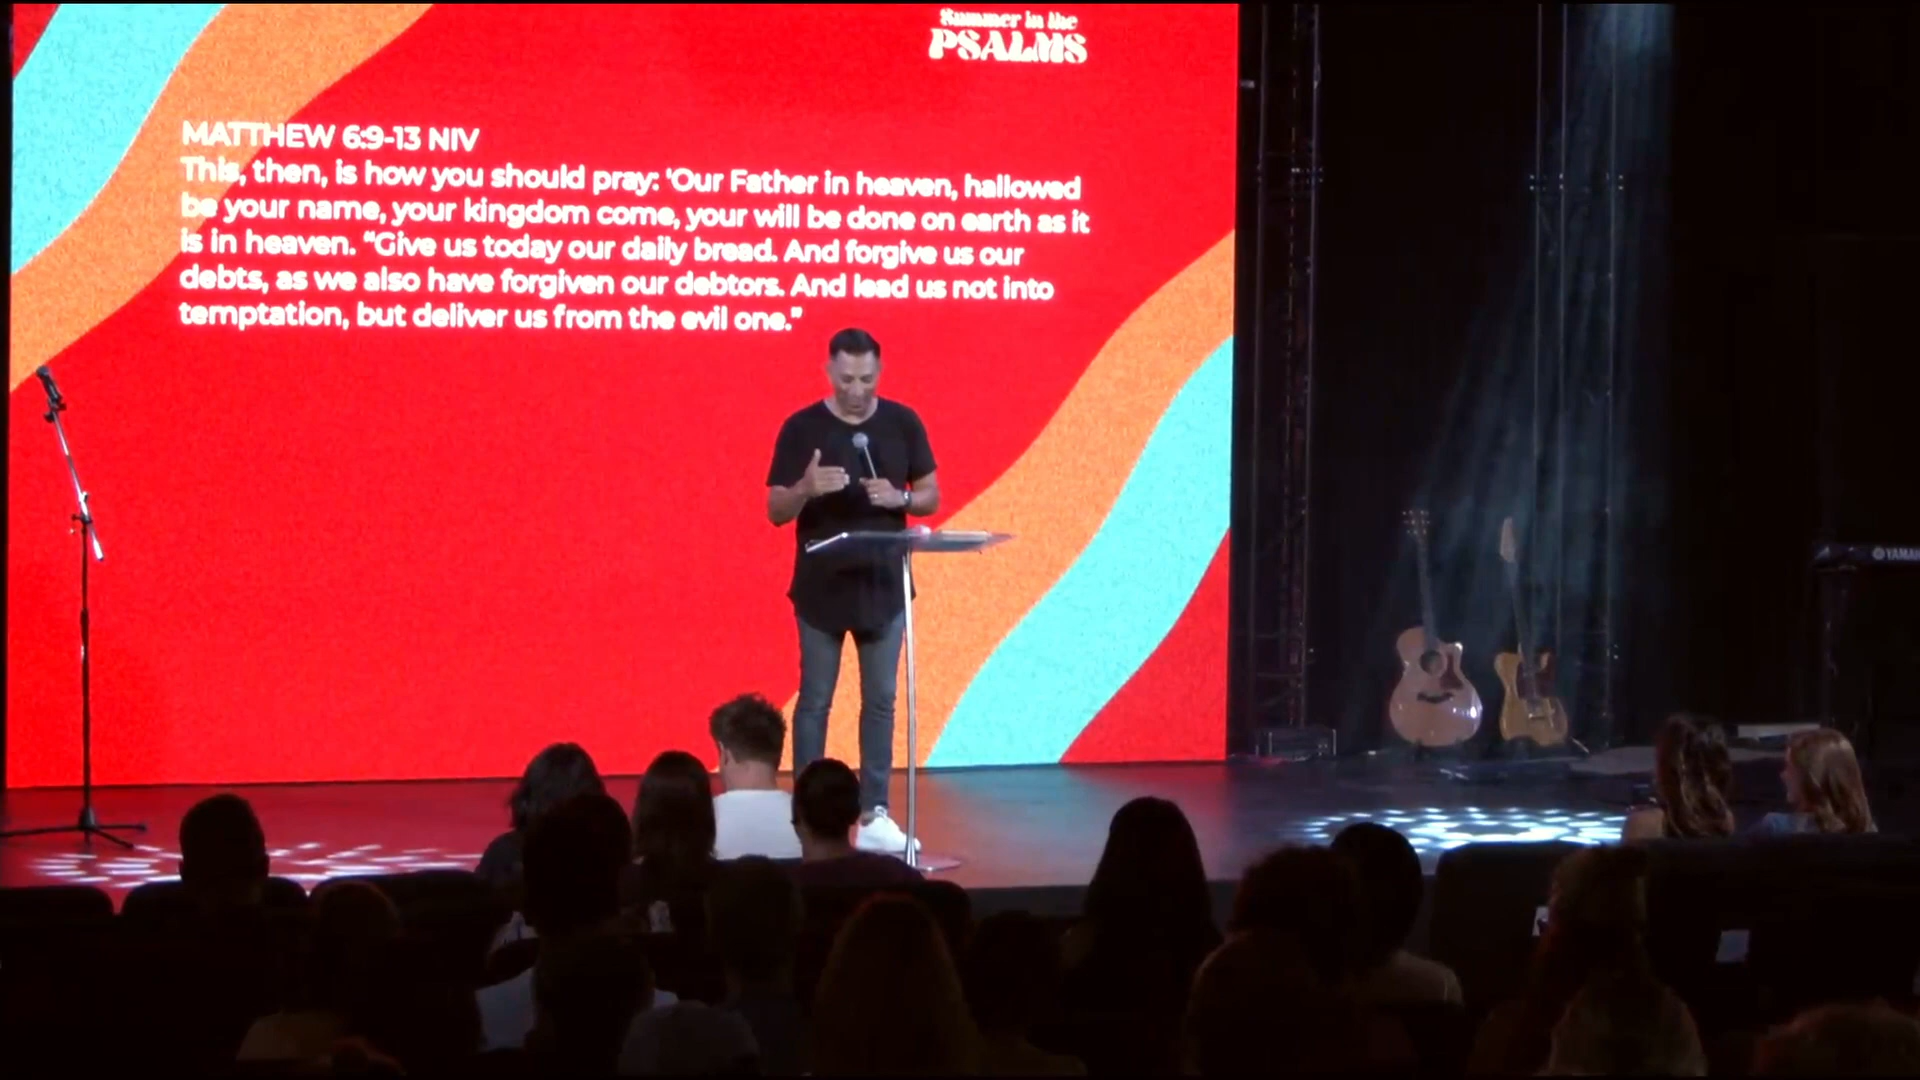 Summer in the
PSALMS
MATTHEW 6:9-13 NIV
This, then, is how you should pray: 'Our Father in heaven, hallowed
be your name, your kingdom come, your will be done on earth as it
is in heaven. “Give us today our daily bread. And forgive us our
debts, as we also have forgiven our debtors. And lead us not into
temptation, but deliver us from the evil one.”